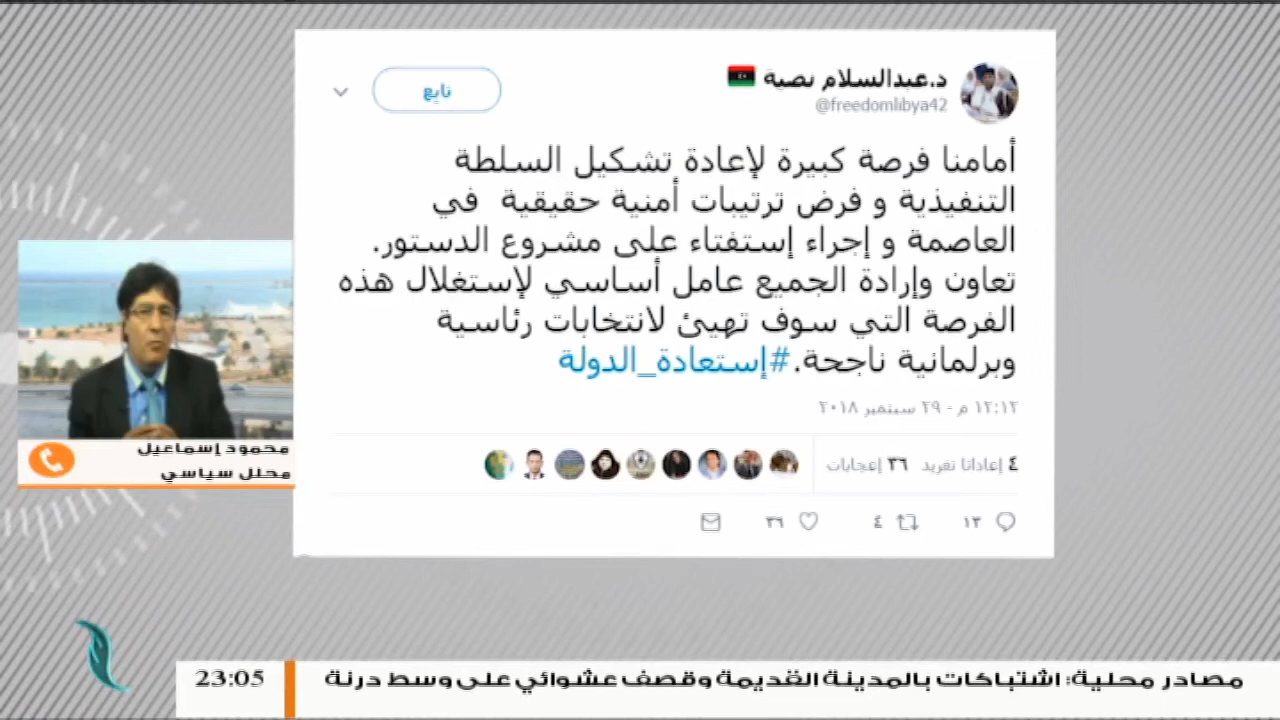 د.عبدالسلام نصية
@freedomlibya42
تابِع
أمامنا فرصة كبيرة لإعادة تشكيل السلطة
التنفيذية و فرض ترتيبات أمنية حقيقية في
العاصمة و إجراء إستفتاء على مشروع الدستور.
تعاون وإرادة الجميع عامل أساسي لإستغلال هذه
الفرصة التي سوف تهيئ لانتخابات رئاسية
وبرلمانية ناجحة.#إستعادة_الدولة
١٢:١٢ م - ٢٩ سبتمبر ٢٠١٨
٤ إعاداتا تغريد ٣٦ إعجابات
١٣ ٤ ٣٦
محمود إسماعيل
محلل سياسي
مصادر محلية: اشتباكات بالمدينة القديمة وقصف عشوائي على وسط درنة
23:05